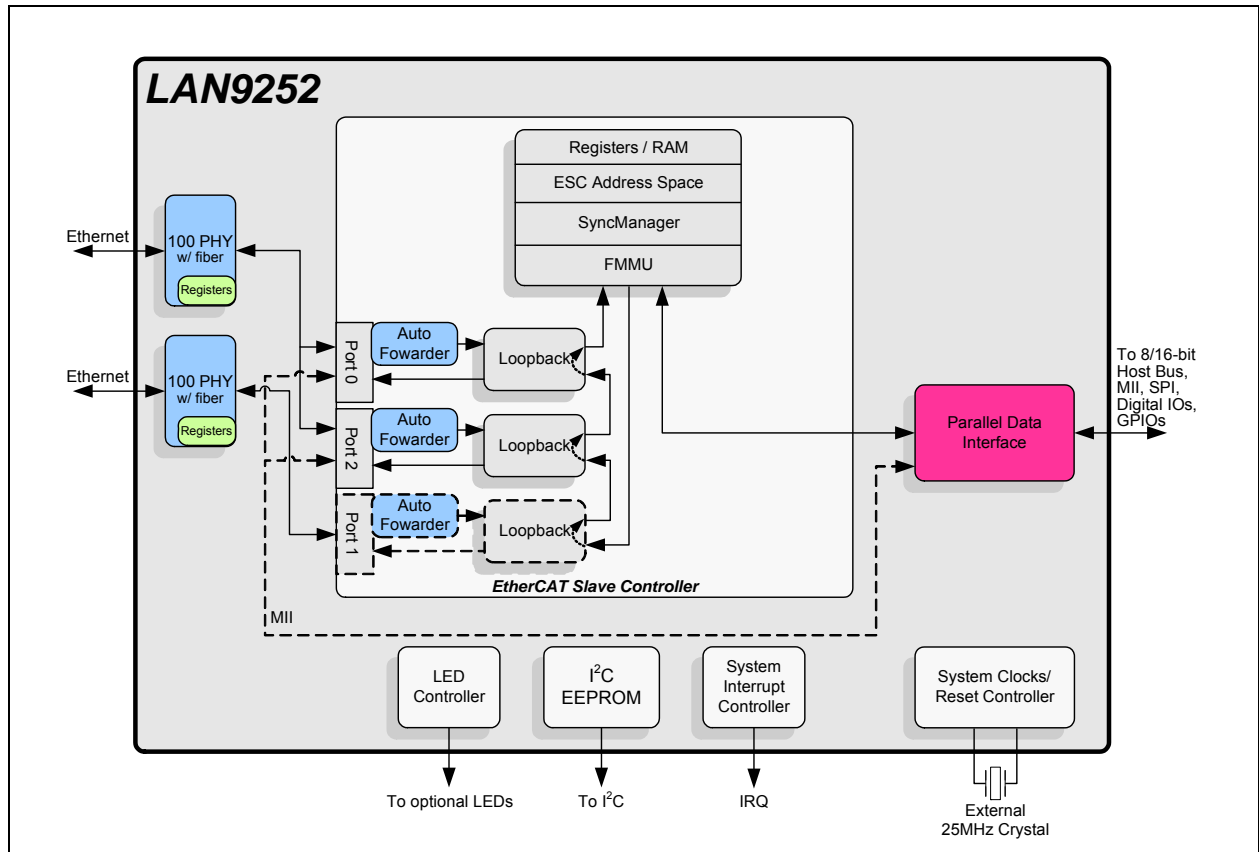 LAN9252
Registers / RAM
ESC Address Space
SyncManager
FMMU
Ethernet
100 PHY
w/ fiber
Registers
Ethernet
100 PHY
w/ fiber
Registers
Port 0
Auto
Fowarder
Loopback
Port 2
Auto
Fowarder
Loopback
Port 1
Auto
Fowarder
Loopback
EtherCAT Slave Controller
MII
Parallel Data
Interface
To 8/16-bit
Host Bus,
MII, SPI,
Digital IOs,
GPIOs
LED
Controller
I²C
EEPROM
System
Interrupt
Controller
System Clocks/
Reset Controller
To optional LEDs
To I²C
IRQ
External
25MHz Crystal